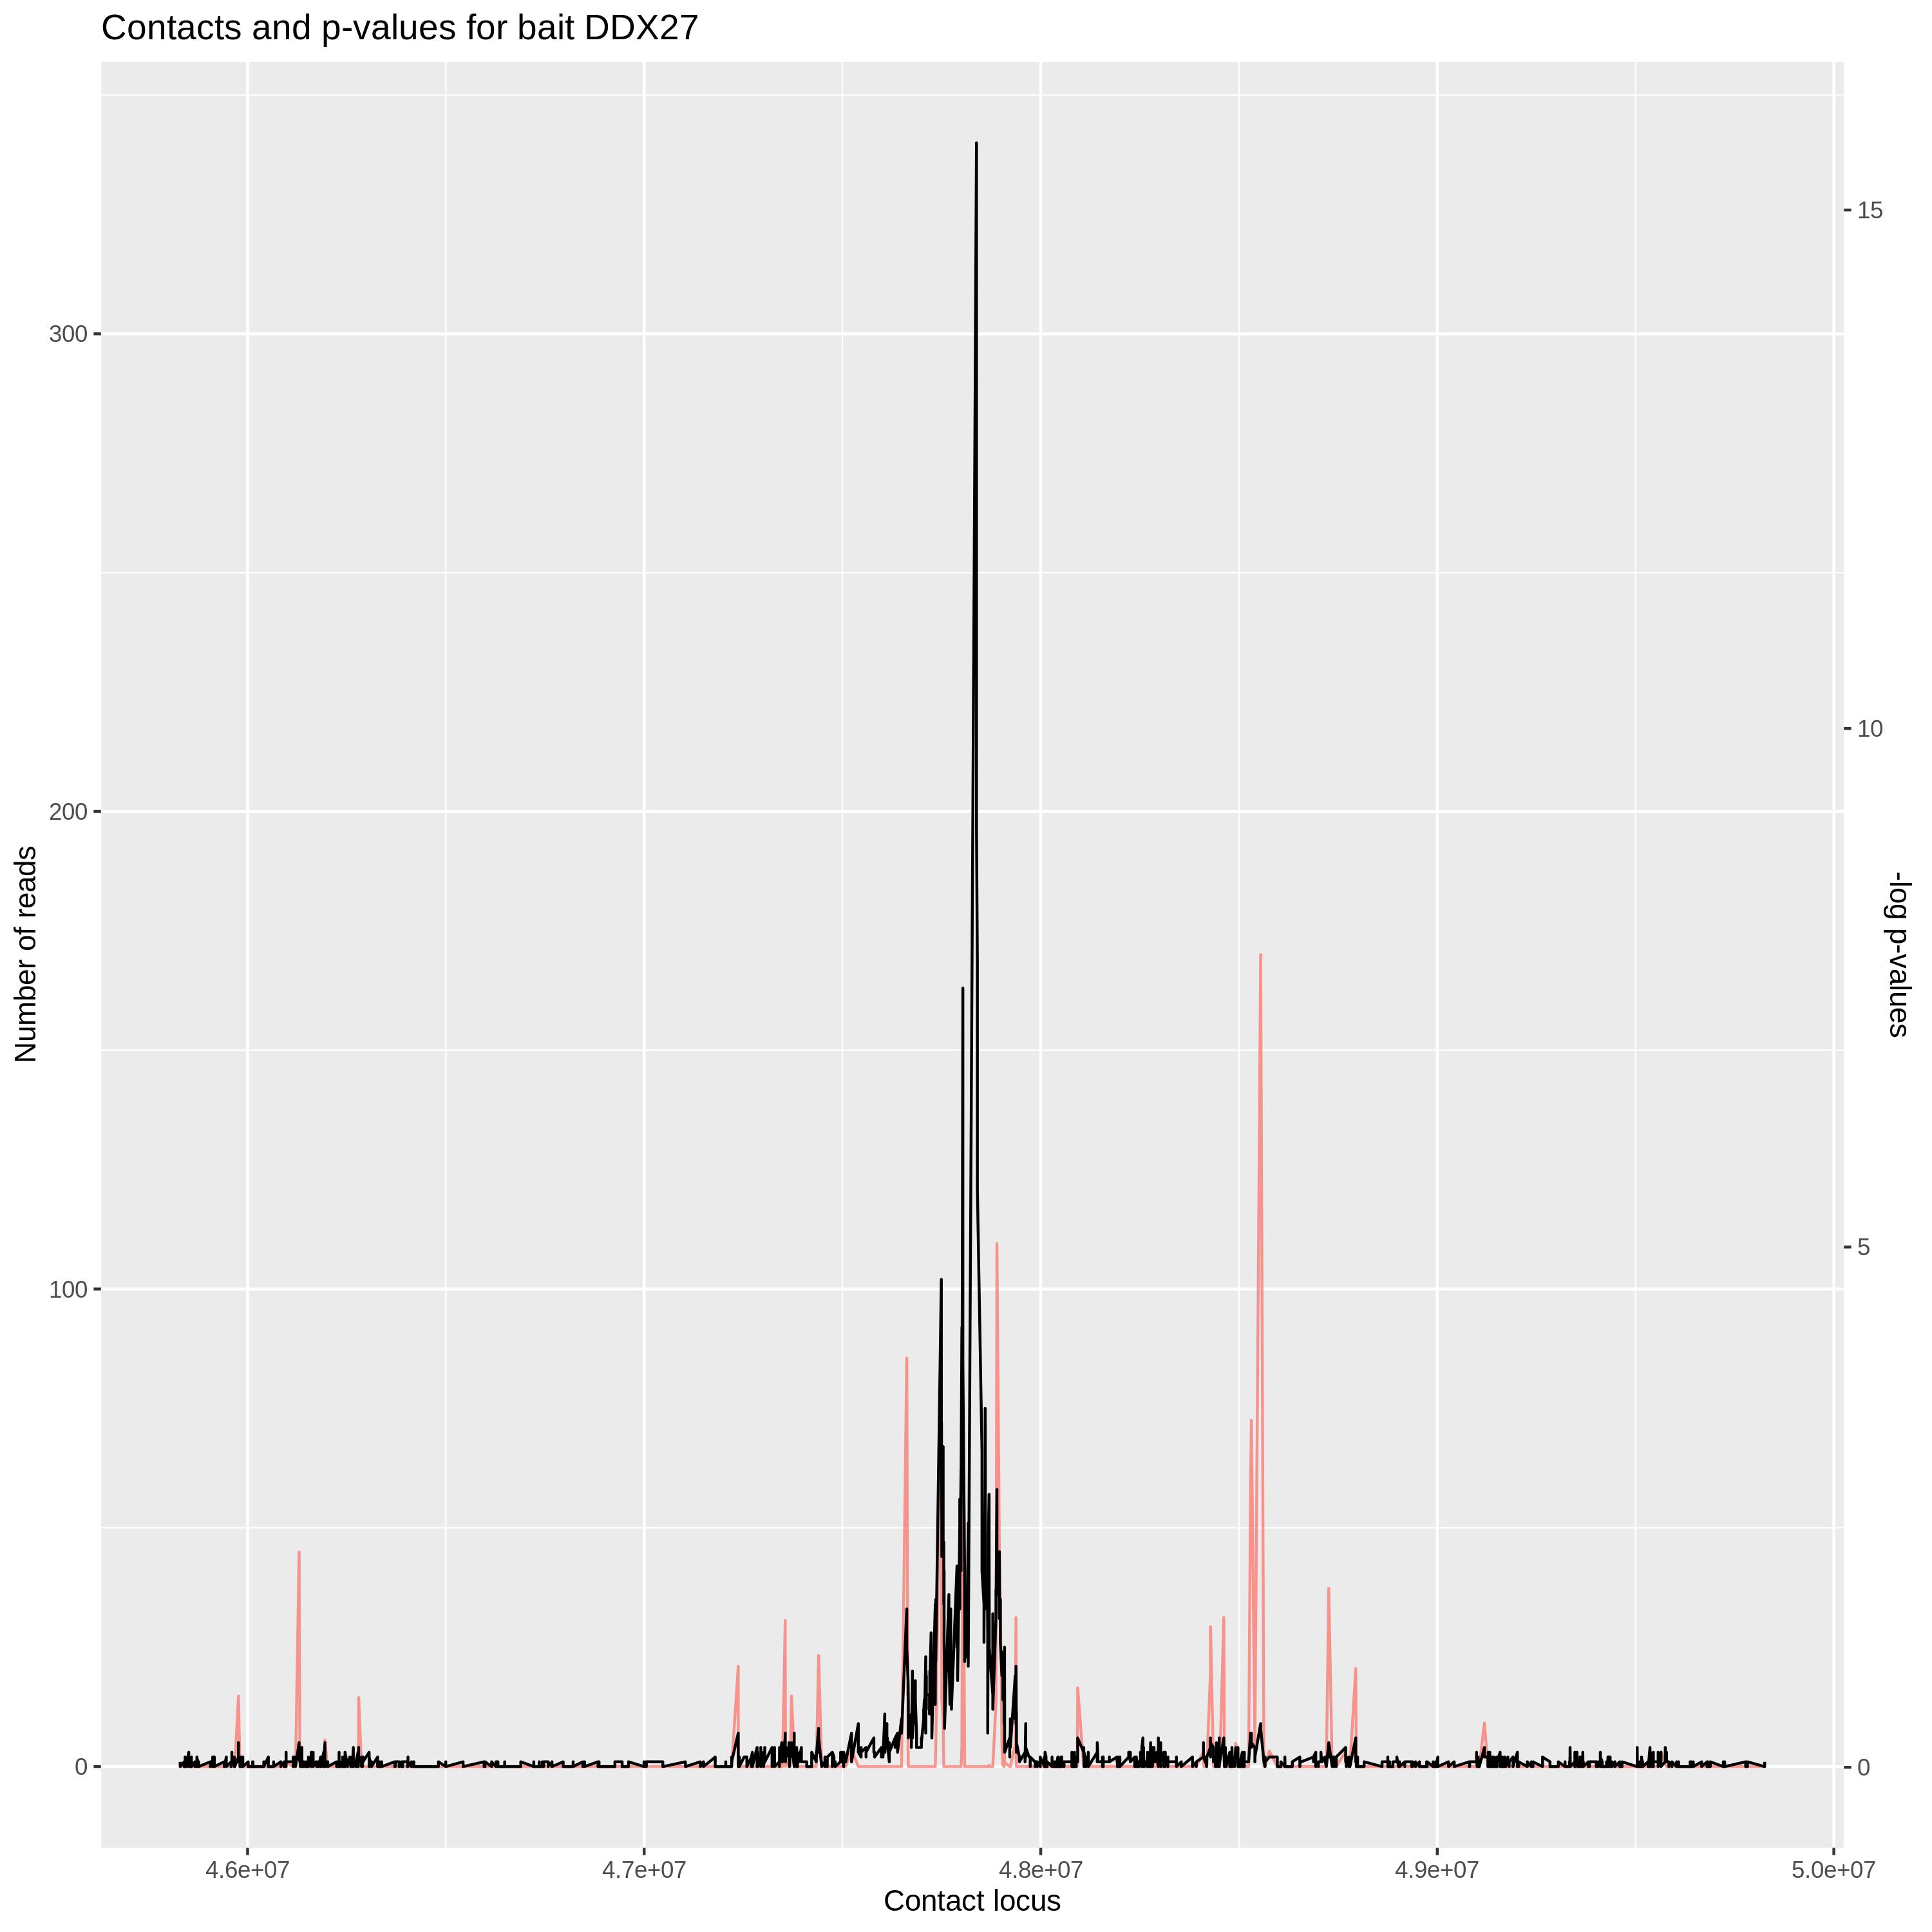 Contacts and p-values for bait DDX27
300
200
100
0
Number of reads
15
10
5
0
-log p-values
4.6e+07 4.7e+07 4.8e+07 4.9e+07 5.0e+07
Contact locus